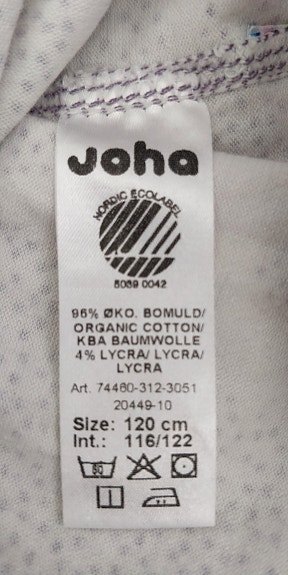 Joha
NORDIC ECOLABEL
5039 0042
96% ØKO. BOMULD/
ORGANIC COTTON/
KBA BAUMWOLLE
4% LYCRA/ LYCRA/
LYCRA
Art. 74460-312-3051
20449-10
Size: 120 cm
Int.: 116/122